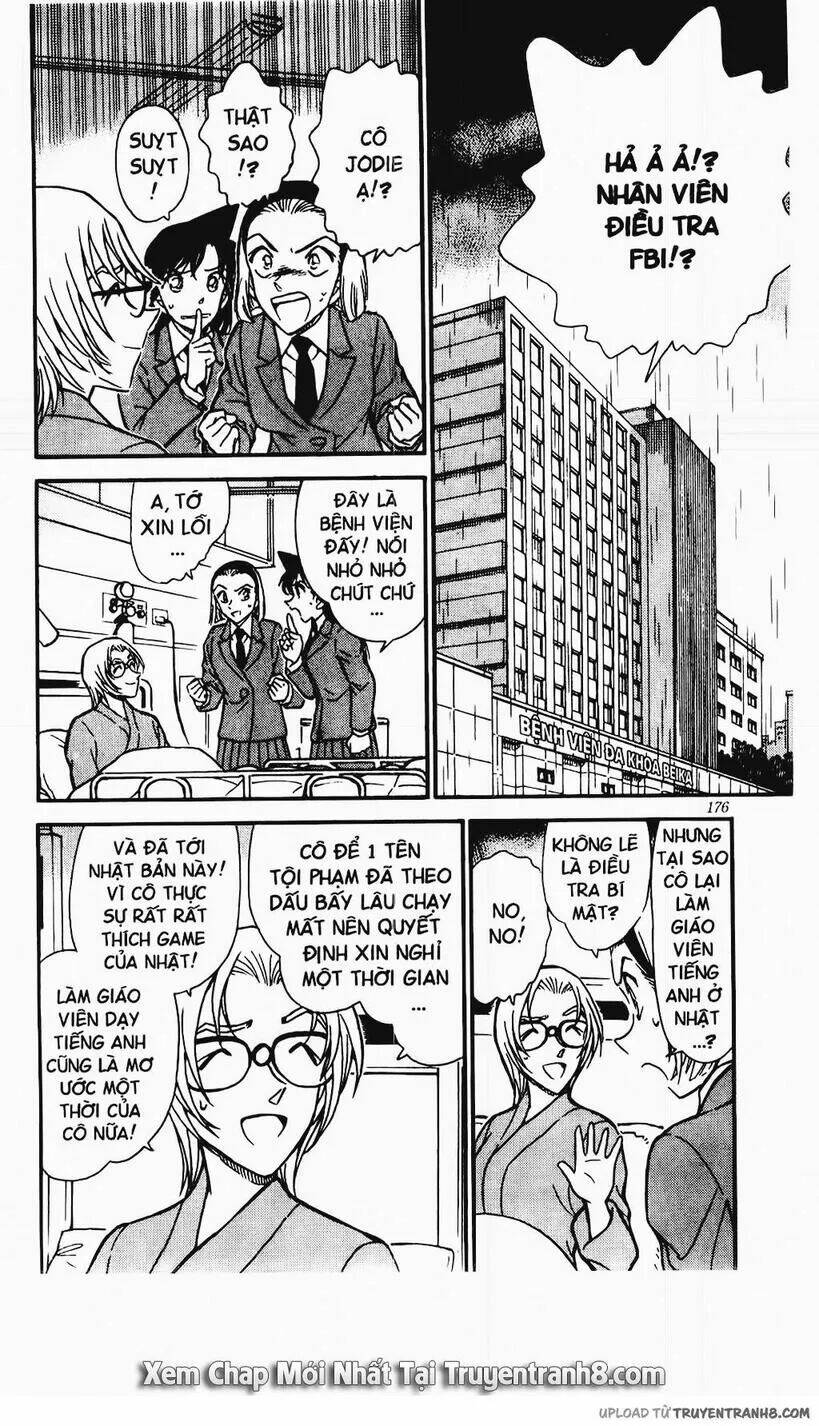 HẢ Ả Ả!?
NHÂN VIÊN
ĐIỀU TRA
FBI!?
BỆNH VIỆN ĐA KHOA BEIKA
CÔ
JODIE
Ạ!?
THẬT
SAO
!?
SUỴT
SUỴT
!
ĐÂY LÀ
BỆNH VIỆN
ĐẤY! NÓI
NHỎ NHỎ
CHÚT CHỨ
...
A, TỚ
XIN LỖI
...
176
NHƯNG
TẠI SAO
CÔ LẠI
LÀM
GIÁO
VIÊN
TIẾNG
ANH Ở
NHẬT
...?
KHÔNG LẼ
LÀ ĐIỀU
TRA BÍ
MẬT?
NO,
NO!
CÔ ĐỂ 1 TÊN
TỘI PHẠM ĐÃ THEO
DẤU BẤY LÂU CHẠY
MẤT NÊN QUYẾT
ĐỊNH XIN NGHỈ
MỘT THỜI GIAN
...
VÀ ĐÃ TỚI
NHẬT BẢN NÀY!
VÌ CÔ THỰC
SỰ RẤT RẤT
THÍCH GAME
CỦA NHẬT!
LÀM GIÁO
VIÊN DẠY
TIẾNG ANH
CŨNG LÀ MƠ
ƯỚC MỘT
THỜI CỦA
CÔ NỮA!
Xem Chap Mới Nhất Tại Truyentranh8.com
UPLOAD TỪ TRUYENTRANH8.COM